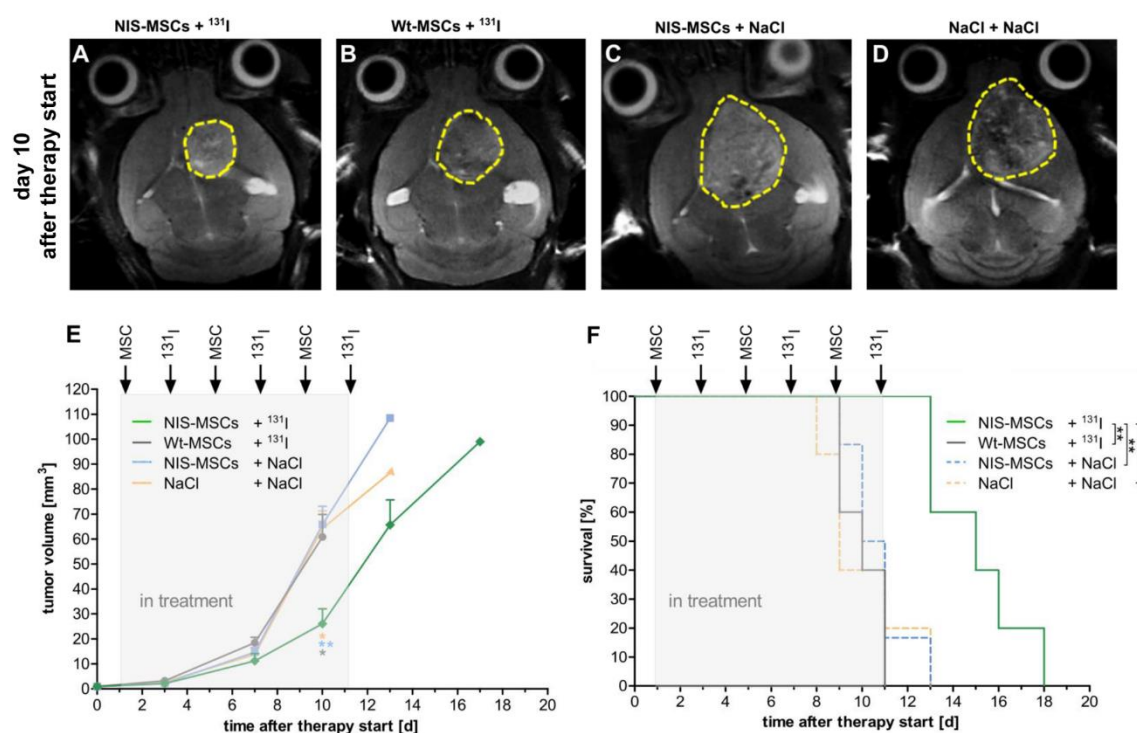 NIS-MSCs + ¹³¹I
Wt-MSCs + ¹³¹I
NIS-MSCs + NaCl
NaCl + NaCl
A
B
C
D
day 10
after therapy start
E
MSC
¹³¹I
MSC
¹³¹I
MSC
¹³¹I
tumor volume [mm³]
120
110
100
90
80
70
60
50
40
30
20
10
0
NIS-MSCs + ¹³¹I
Wt-MSCs + ¹³¹I
NIS-MSCs + NaCl
NaCl + NaCl
in treatment
*
**
*
0 2 4 6 8 10 12 14 16 18 20
time after therapy start [d]
F
MSC
¹³¹I
MSC
¹³¹I
MSC
¹³¹I
survival [%]
100
90
80
70
60
50
40
30
20
10
0
NIS-MSCs + ¹³¹I
Wt-MSCs + ¹³¹I
NIS-MSCs + NaCl
NaCl + NaCl
**
**
in treatment
0 2 4 6 8 10 12 14 16 18 20
time after therapy start [d]